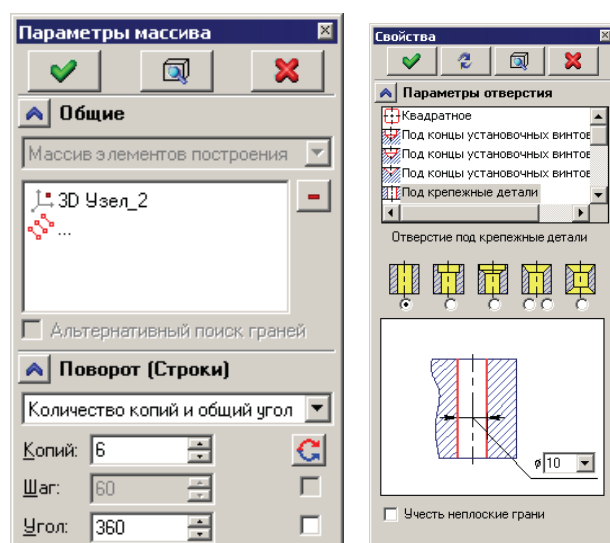 Параметры массива
Общие
Массив элементов построения
3D Узел_2
...
Альтернативный поиск граней
Поворот (Строки)
Количество копий и общий угол
Копий: 6
Шаг: 60
Угол: 360
Свойства
Параметры отверстия
Квадратное
Под концы установочных винтов
Под концы установочных винтов
Под концы установочных винтов
Под крепежные детали
Отверстие под крепежные детали
ø 10
Учесть неплоские грани